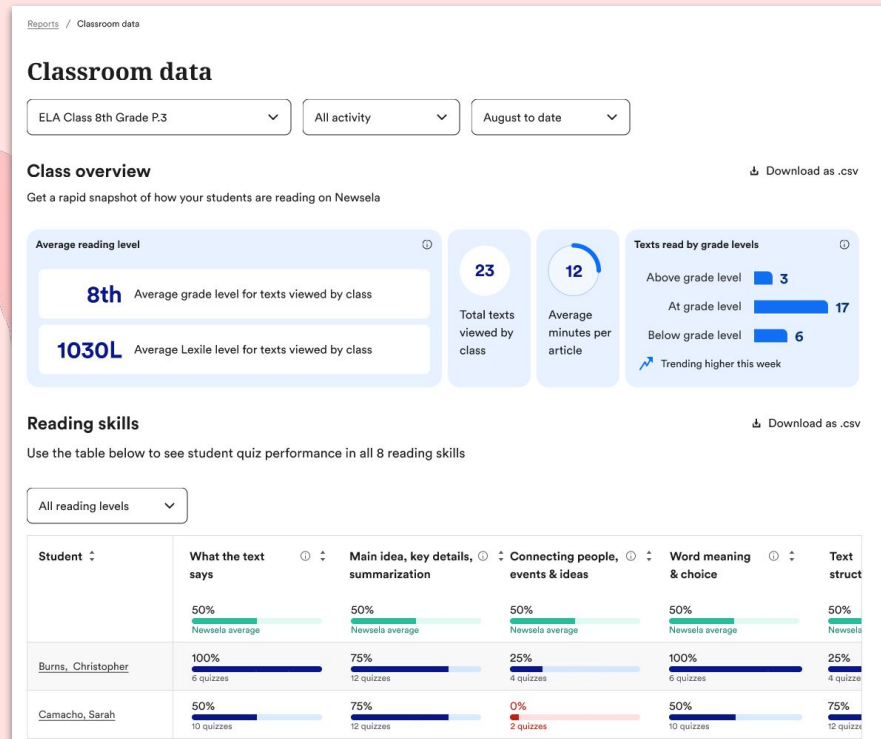 Reports / Classroom data
Classroom data
ELA Class 8th Grade P.3
All activity
August to date
Class overview
Download as .csv
Get a rapid snapshot of how your students are reading on Newsela
Average reading level
8th Average grade level for texts viewed by class
1030L Average Lexile level for texts viewed by class
23
Total texts
viewed by
class
12
Average
minutes per
article
Texts read by grade levels
Above grade level 3
At grade level 17
Below grade level 6
Trending higher this week
Reading skills
Download as .csv
Use the table below to see student quiz performance in all 8 reading skills
All reading levels
Student
What the text
says
Main idea, key details,
summarization
Connecting people,
events & ideas
Word meaning
& choice
Text
struct
50% 50% 50% 50% 50%
Newsela average Newsela average Newsela average Newsela average Newsela
Burns, Christopher
100% 75% 25% 100% 25%
6 quizzes 12 quizzes 4 quizzes 6 quizzes 4 quizze
Camacho, Sarah
50% 75% 0% 50% 75%
10 quizzes 12 quizzes 2 quizzes 10 quizzes 12 quizze